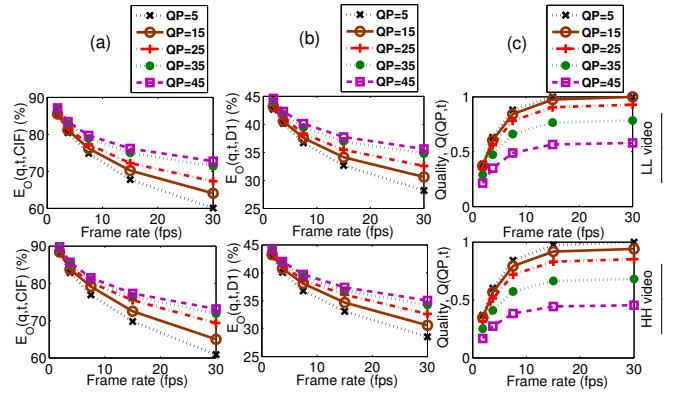 (a)
QP=5
QP=15
QP=25
QP=35
QP=45
(b)
QP=5
QP=15
QP=25
QP=35
QP=45
(c)
QP=5
QP=15
QP=25
QP=35
QP=45
E_O(q,t,CIF) (%)
90
80
70
60
0 10 20 30
Frame rate (fps)
E_O(q,t,D1) (%)
45
40
35
30
25
0 10 20 30
Frame rate (fps)
Quality, Q(QP,t)
1
0.5
0
0 10 20 30
Frame rate (fps)
LL video
E_O(q,t,CIF) (%)
90
80
70
60
0 10 20 30
Frame rate (fps)
E_O(q,t,D1) (%)
45
40
35
30
25
0 10 20 30
Frame rate (fps)
Quality, Q(QP,t)
1
0.5
0
0 10 20 30
Frame rate (fps)
HH video